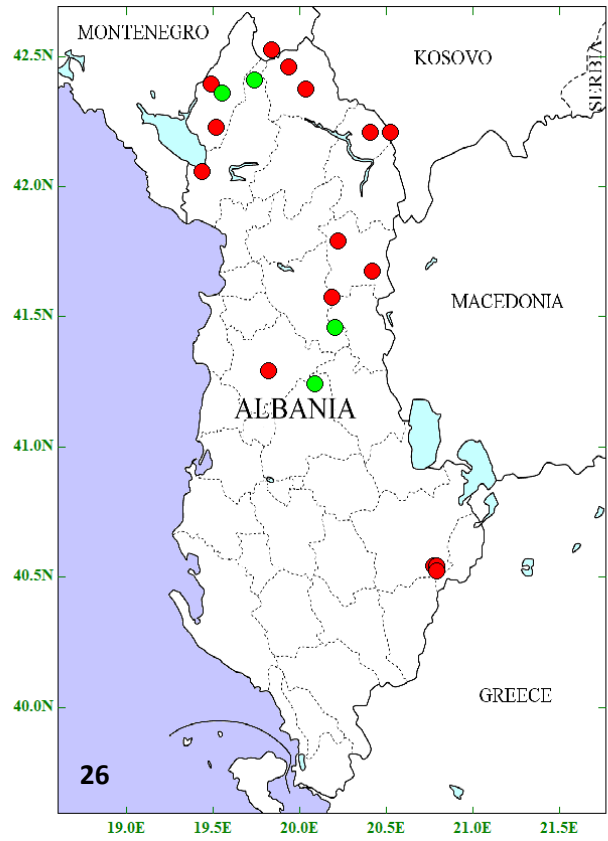 MONTENEGRO
42.5N
KOSOVO
SERBIA
42.0N
41.5N
MACEDONIA
ALBANIA
41.0N
40.5N
40.0N
GREECE
26
19.0E 19.5E 20.0E 20.5E 21.0E 21.5E